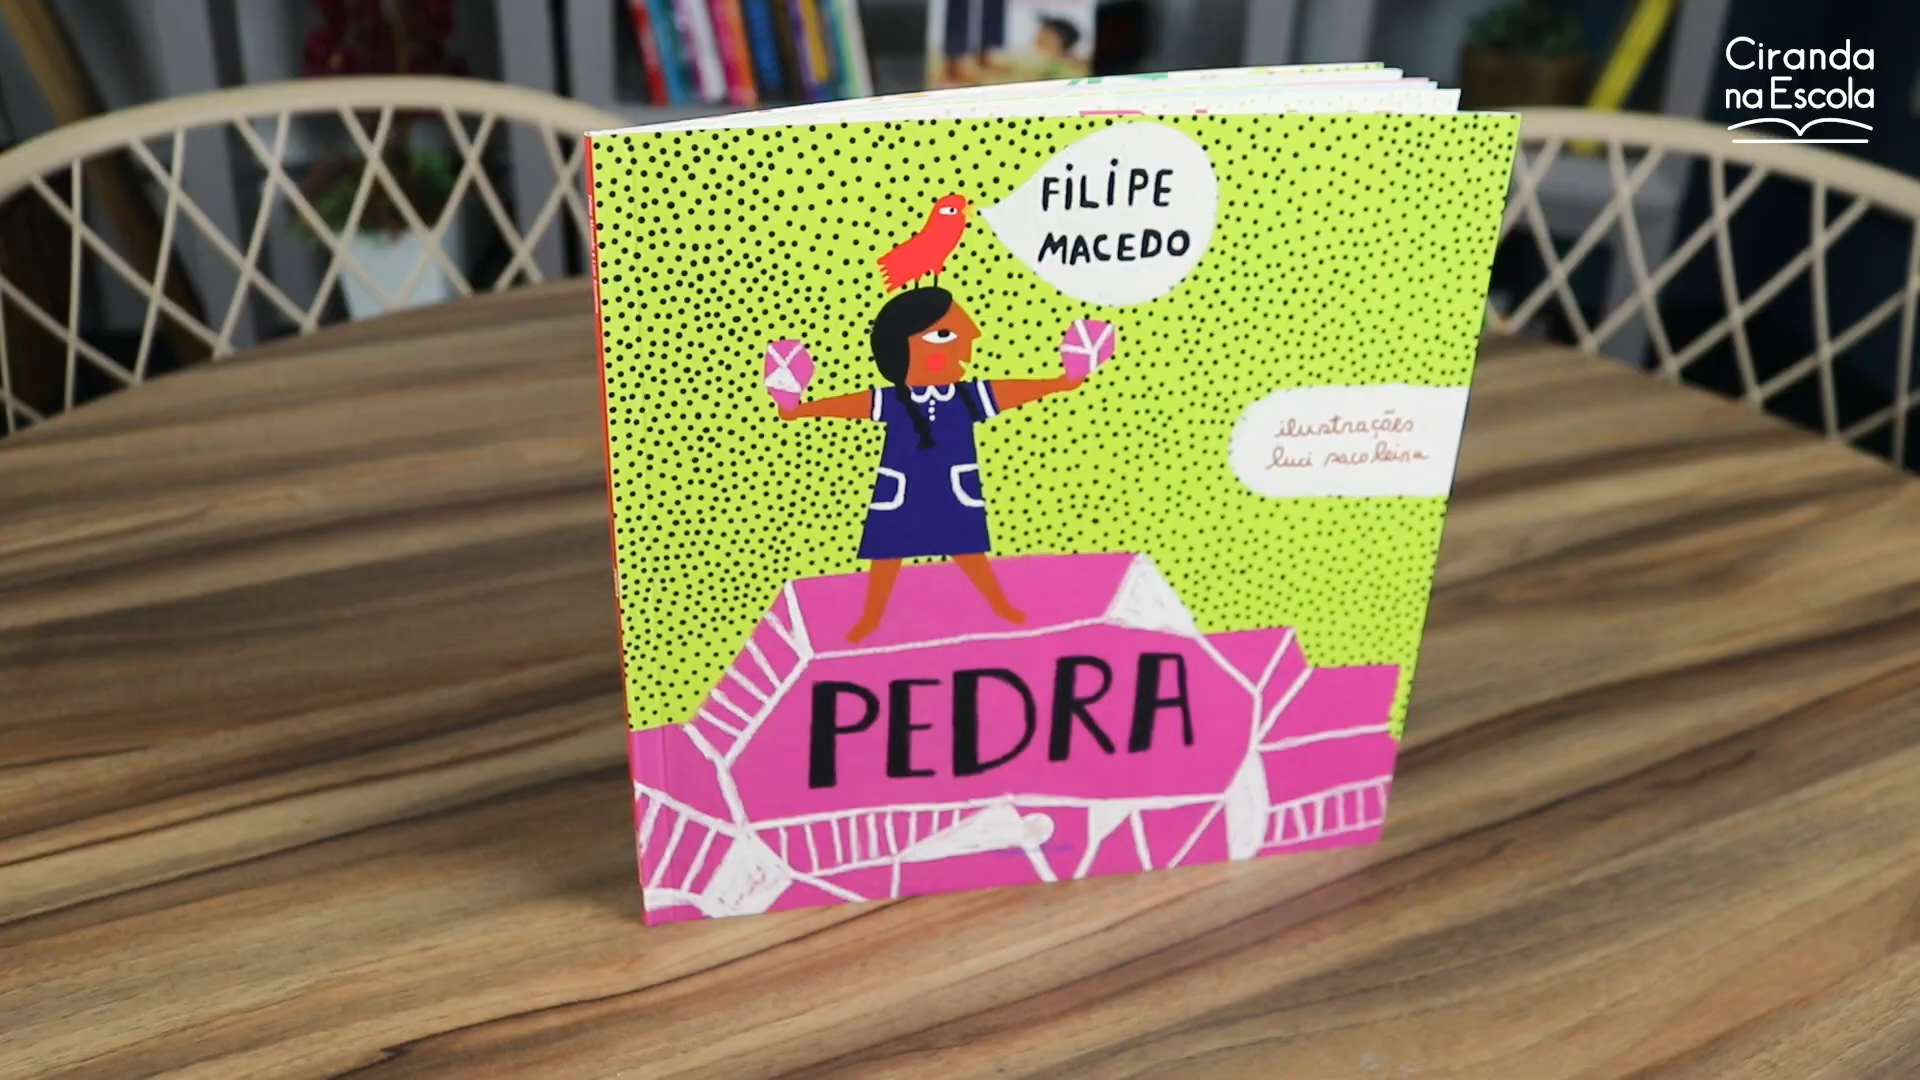 Ciranda
na Escola
FiLiPE
MACEDO
ilustrações
luci sacoleira
PEDRA